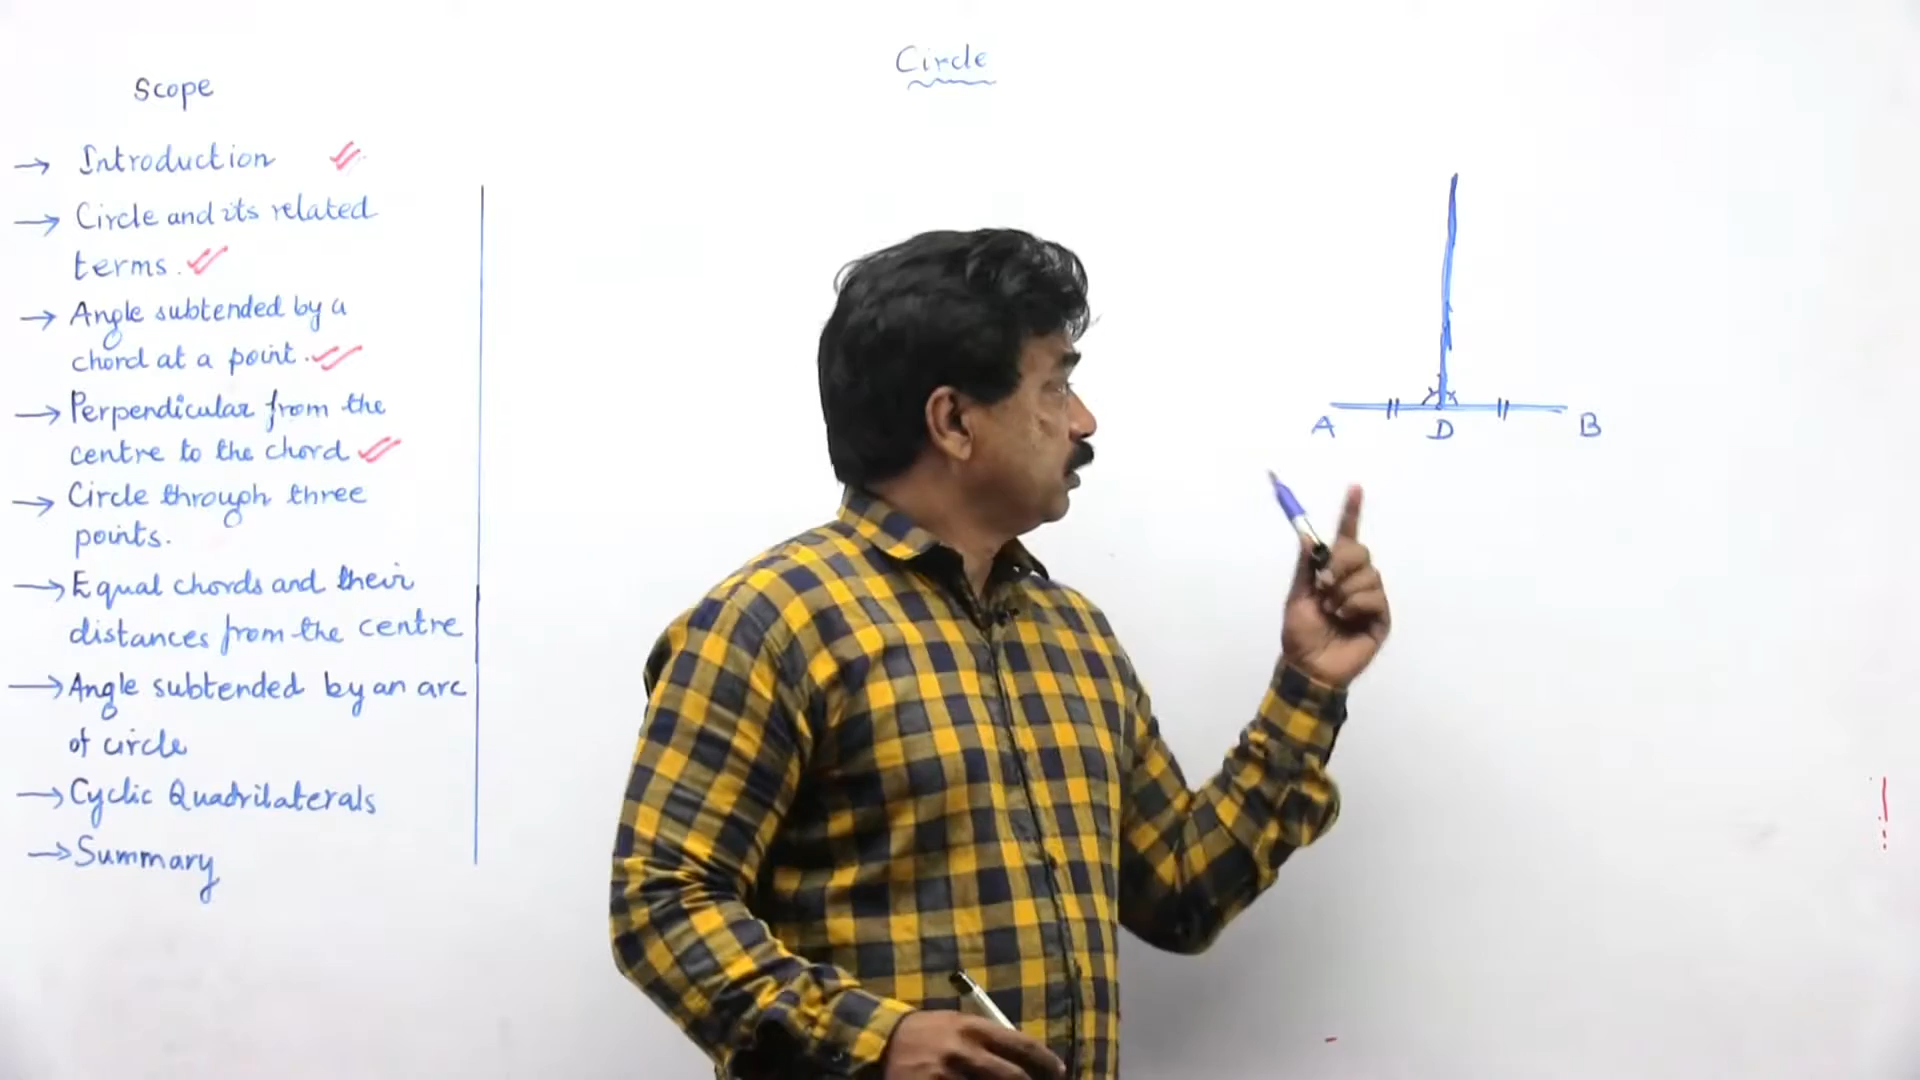 Circle
Scope
→ Introduction
→ Circle and its related
terms.
→ Angle subtended by a
chord at a point.
→ Perpendicular from the
centre to the chord
→ Circle through three
points.
→ Equal chords and their
distances from the centre
→ Angle subtended by an arc
of circle
→ Cyclic Quadrilaterals
→ Summary
A D B